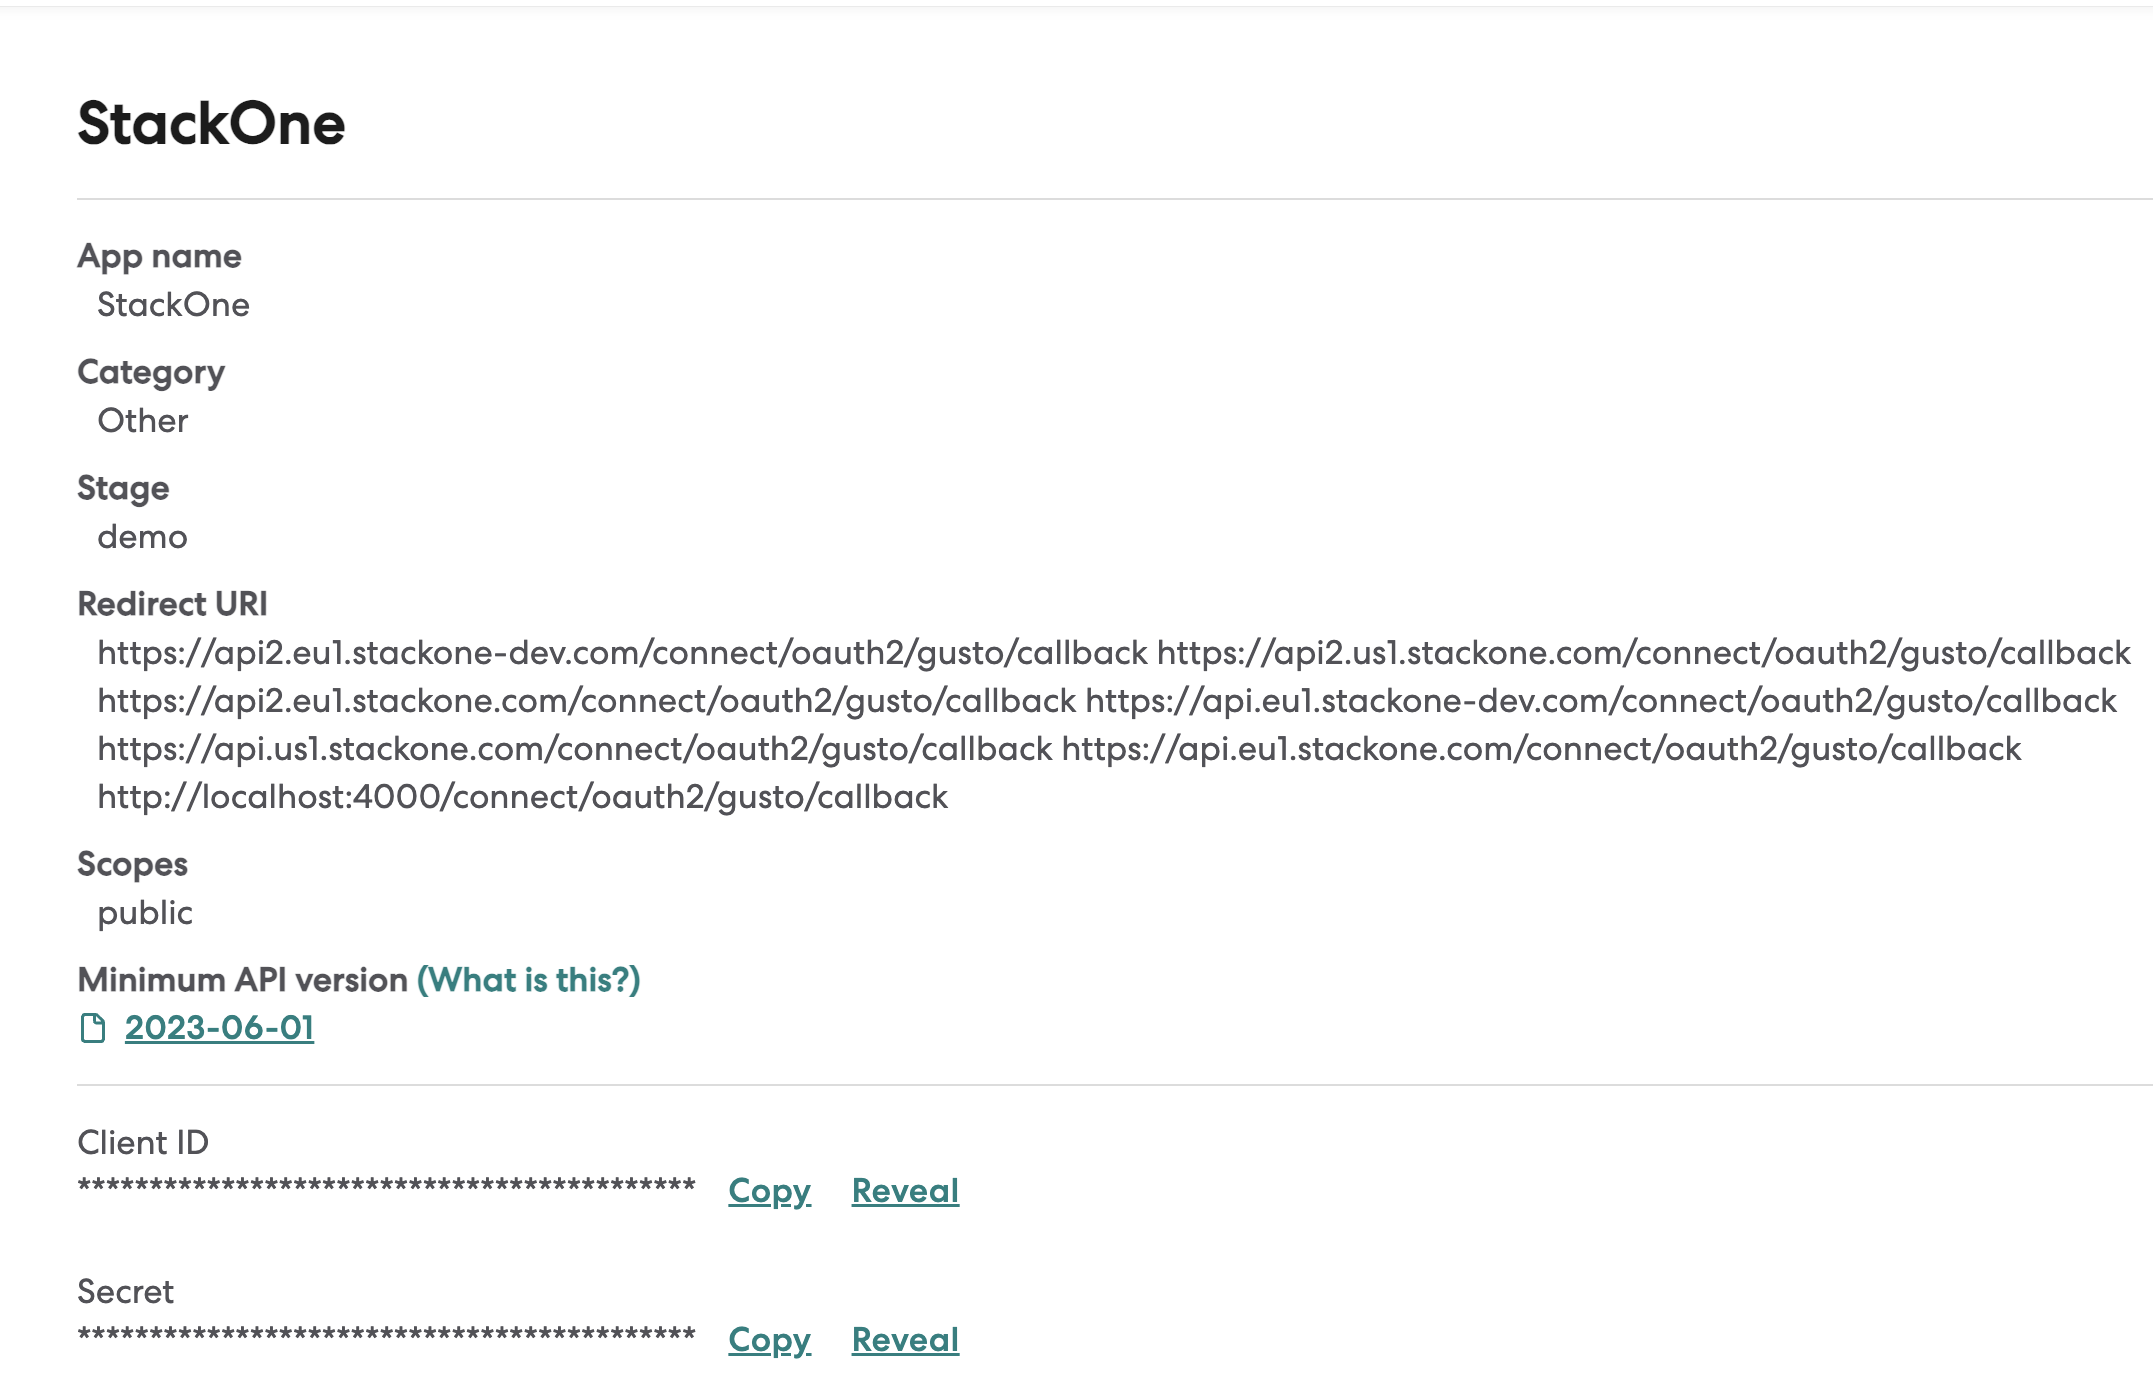 StackOne
App name
StackOne
Category
Other
Stage
demo
Redirect URI
https://api2.eu1.stackone-dev.com/connect/oauth2/gusto/callback https://api2.us1.stackone.com/connect/oauth2/gusto/callback
https://api2.eu1.stackone.com/connect/oauth2/gusto/callback https://api.eu1.stackone-dev.com/connect/oauth2/gusto/callback
https://api.us1.stackone.com/connect/oauth2/gusto/callback https://api.eu1.stackone.com/connect/oauth2/gusto/callback
http://localhost:4000/connect/oauth2/gusto/callback
Scopes
public
Minimum API version (What is this?)
2023-06-01
Client ID
******************************************* Copy Reveal
Secret
******************************************* Copy Reveal